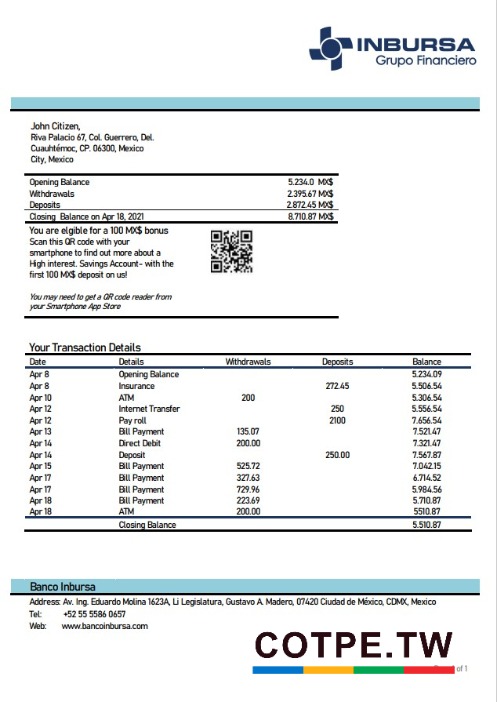 INBURSA
Grupo Financiero
John Citizen,
Riva Palacio 67, Col. Guerrero, Del.
Cuauhtémoc, CP. 06300, Mexico
City, Mexico
Opening Balance 5.234.0 MX$
Withdrawals 2.395.67 MX$
Deposits 2.872.45 MX$
Closing Balance on Apr 18, 2021 8.710.87 MX$
You are elgible for a 100 MX$ bonus
Scan this QR code with your
smartphone to find out more about a
High interest. Savings Account- with the
first 100 MX$ deposit on us!
You may need to get a QR code reader from
your Smartphone App Store
Your Transaction Details
Date Details Withdrawals Deposits Balance
Apr 8 Opening Balance 5.234.09
Apr 8 Insurance 272.45 5.506.54
Apr 10 ATM 200 5.306.54
Apr 12 Internet Transfer 250 5.556.54
Apr 12 Pay roll 2100 7.656.54
Apr 13 Bill Payment 135.07 7.521.47
Apr 14 Direct Debit 200.00 7.321.47
Apr 14 Deposit 250.00 7.567.87
Apr 15 Bill Payment 525.72 7.042.15
Apr 17 Bill Payment 327.63 6.714.52
Apr 17 Bill Payment 729.96 5.984.56
Apr 18 Bill Payment 223.69 5.710.87
Apr 18 ATM 200.00 5510.87
Closing Balance 5.510.87
Banco Inbursa
Address: Av. Ing. Eduardo Molina 1623A, Li Legislatura, Gustavo A. Madero, 07420 Ciudad de México, CDMX, Mexico
Tel: +52 55 5586 0657
Web: www.bancoinbursa.com
COTPE.TW
of 1